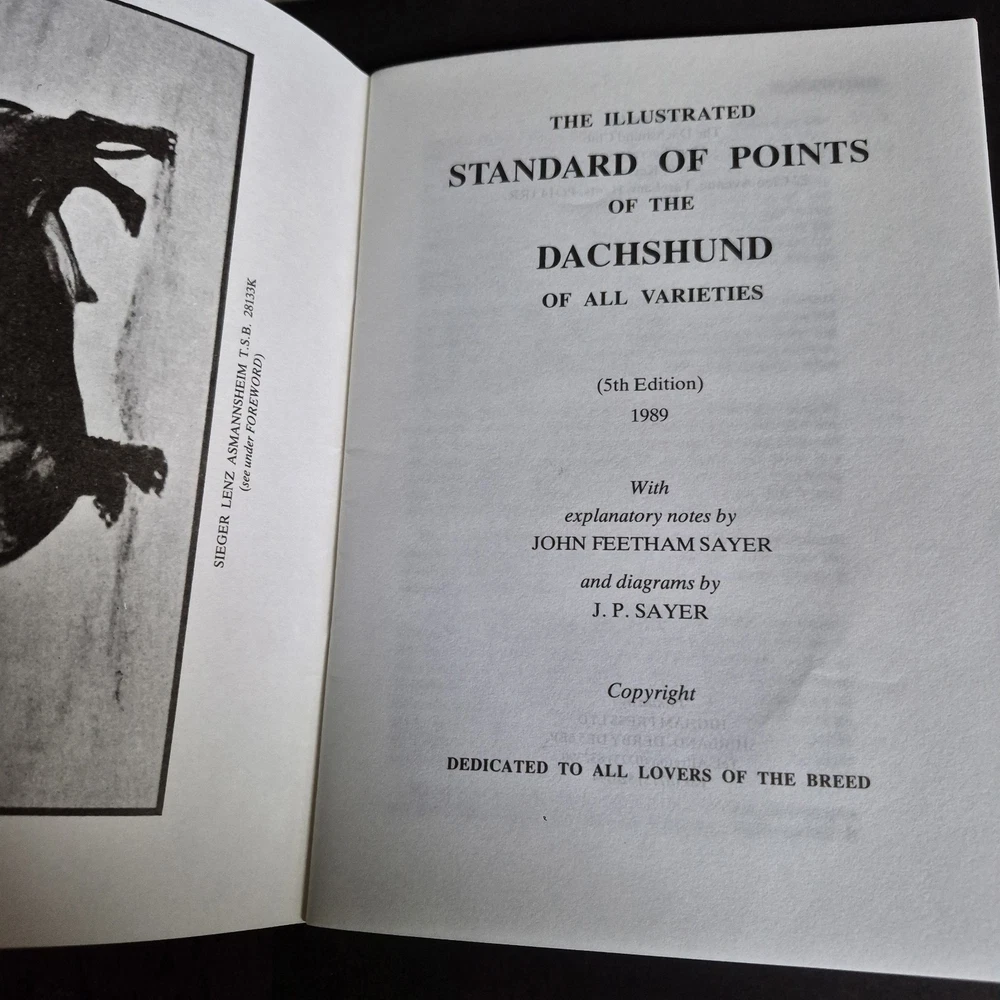 SIEGER LENZ ASMANNSHEIM T.S.B. 28133K
(see under FOREWORD)
THE ILLUSTRATED
STANDARD OF POINTS
OF THE
DACHSHUND
OF ALL VARIETIES
(5th Edition)
1989
With
explanatory notes by
JOHN FEETHAM SAYER
and diagrams by
J. P. SAYER
Copyright
DEDICATED TO ALL LOVERS OF THE BREED